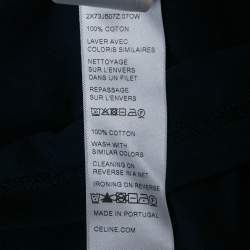 2X73J507Z.07OW
100% COTON
LAVER AVEC
COLORIS SIMILAIRES
NETTOYAGE
SUR L'ENVERS
DANS UN FILET
REPASSAGE
SUR L'ENVERS
100% COTTON
WASH WITH
SIMILAR COLORS
CLEANING ON
REVERSE IN A NET
IRONING ON REVERSE
MADE IN PORTUGAL
CELINE.COM